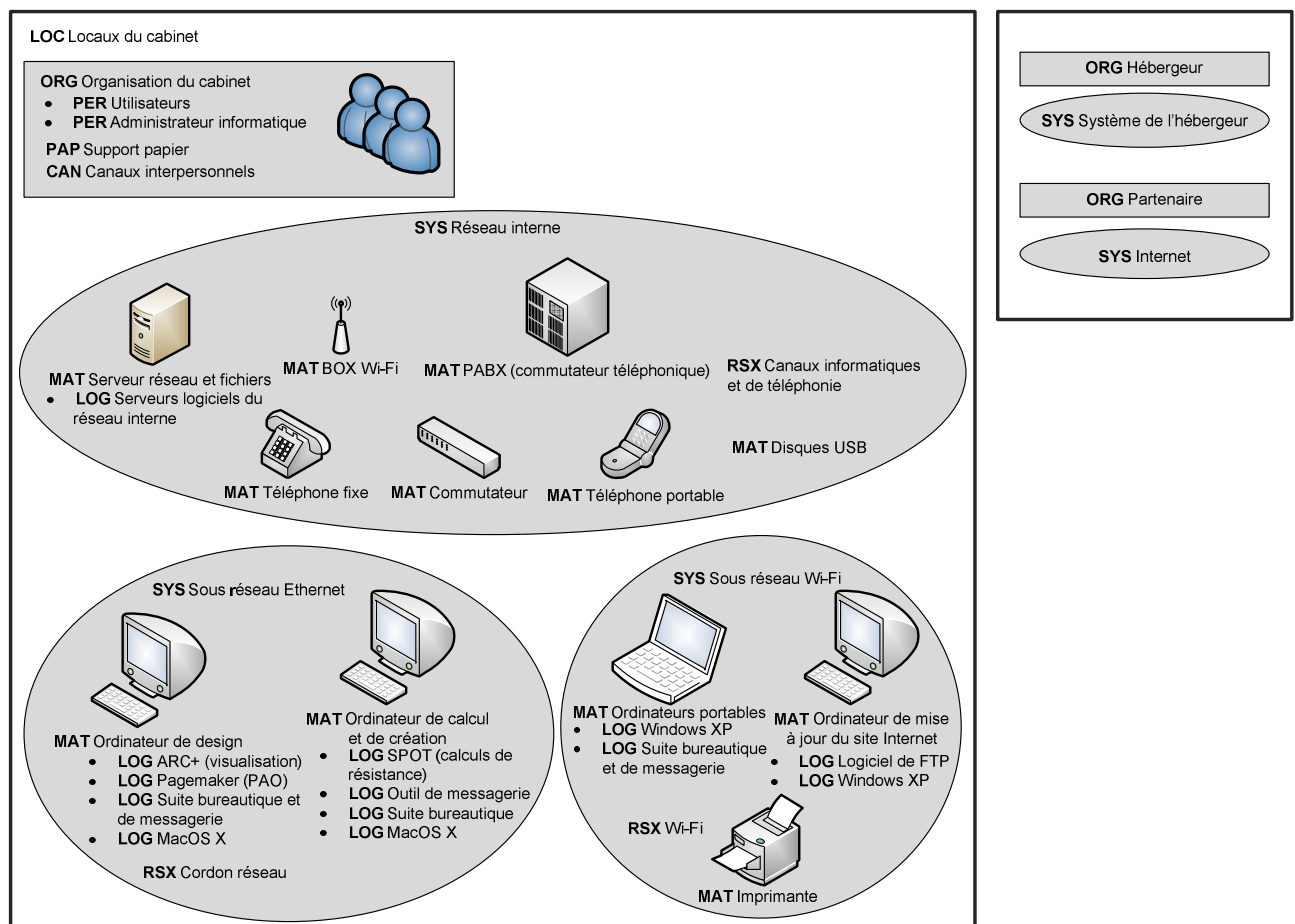 LOC Locaux du cabinet
ORG Organisation du cabinet
• PER Utilisateurs
• PER Administrateur informatique
PAP Support papier
CAN Canaux interpersonnels
SYS Réseau interne
MAT Serveur réseau et fichiers
• LOG Serveurs logiciels du
réseau interne
MAT BOX Wi-Fi
MAT PABX (commutateur téléphonique)
RSX Canaux informatiques
et de téléphonie
MAT Téléphone fixe
MAT Commutateur
MAT Téléphone portable
MAT Disques USB
SYS Sous réseau Ethernet
MAT Ordinateur de design
• LOG ARC+ (visualisation)
• LOG Pagemaker (PAO)
• LOG Suite bureautique et
de messagerie
• LOG MacOS X
MAT Ordinateur de calcul
et de création
• LOG SPOT (calculs de
résistance)
• LOG Outil de messagerie
• LOG Suite bureautique
• LOG MacOS X
RSX Cordon réseau
SYS Sous réseau Wi-Fi
MAT Ordinateurs portables
• LOG Windows XP
• LOG Suite bureautique
et de messagerie
MAT Ordinateur de mise
à jour du site Internet
• LOG Logiciel de FTP
• LOG Windows XP
RSX Wi-Fi
MAT Imprimante
ORG Hébergeur
SYS Système de l'hébergeur
ORG Partenaire
SYS Internet